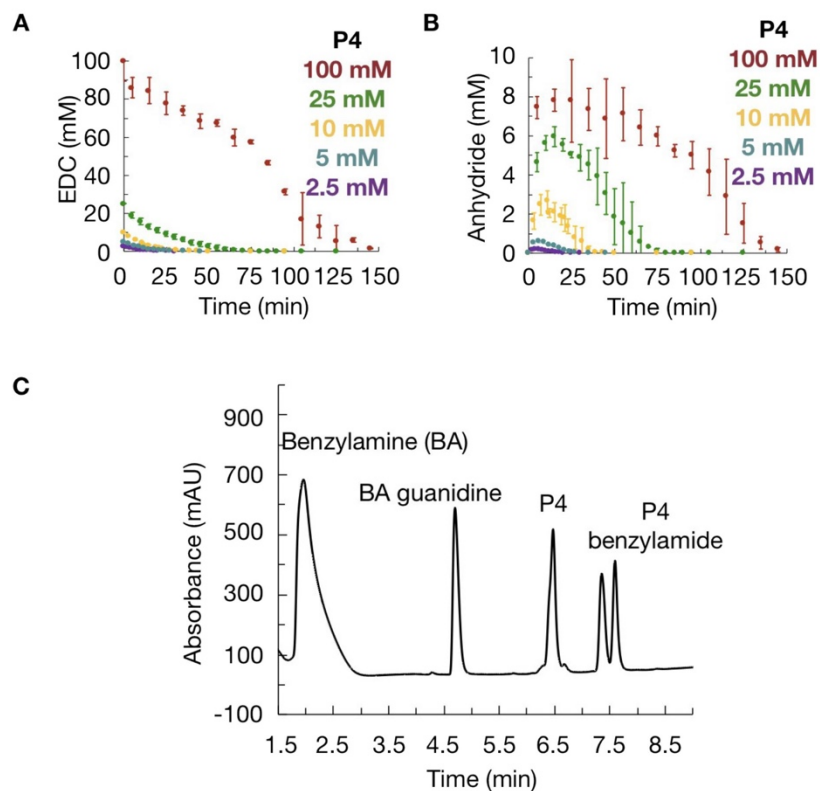 A
P4
100 mM
25 mM
10 mM
5 mM
2.5 mM
EDC (mM)
100
80
60
40
20
0
0 25 50 75 100 125 150
Time (min)
B
P4
100 mM
25 mM
10 mM
5 mM
2.5 mM
Anhydride (mM)
10
8
6
4
2
0
0 25 50 75 100 125 150
Time (min)
C
Absorbance (mAU)
900
700
500
300
100
-100
Benzylamine (BA)
BA guanidine
P4
P4
benzylamide
1.5 2.5 3.5 4.5 5.5 6.5 7.5 8.5
Time (min)